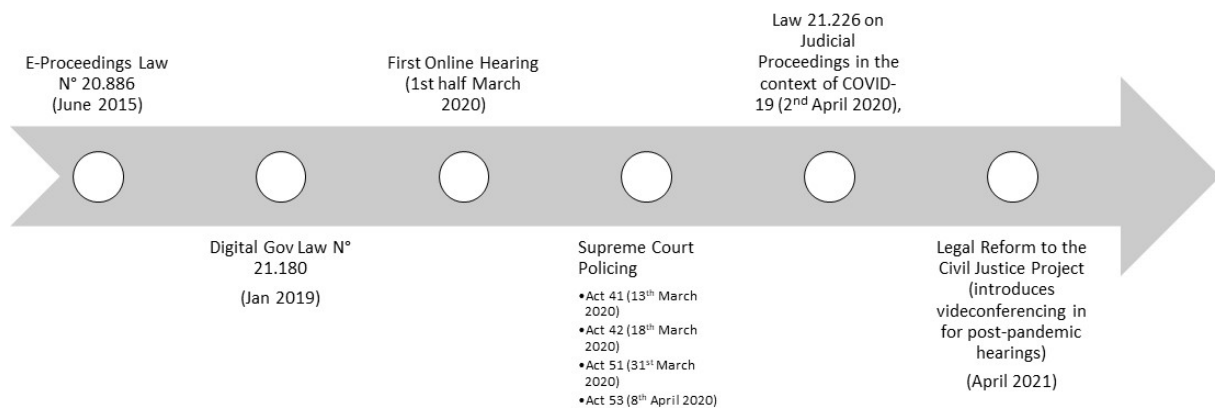 E-Proceedings Law
N° 20.886
(June 2015)
Digital Gov Law N°
21.180
(Jan 2019)
First Online Hearing
(1st half March
2020)
Supreme Court
Policing
•Act 41 (13th March
2020)
•Act 42 (18th March
2020)
•Act 51 (31st March
2020)
•Act 53 (8th April 2020)
Law 21.226 on
Judicial
Proceedings in the
context of COVID-
19 (2nd April 2020),
Legal Reform to the
Civil Justice Project
(introduces
videoconferencing in
for post-pandemic
hearings)
(April 2021)